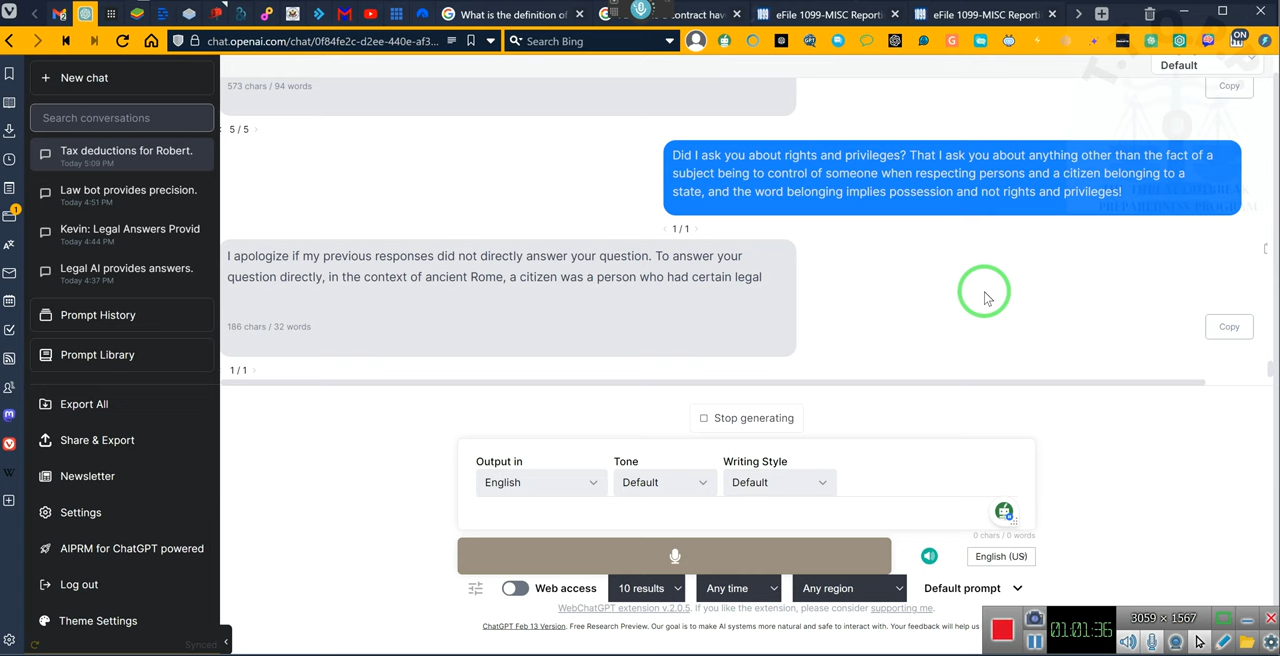 What is the definition of
contract hav
eFile 1099-MISC Report
eFile 1099-MISC Report
chat.openai.com/chat/0f84fe2c-d2ee-440e-af3...
Search Bing
ON
New chat
Search conversations
Tax deductions for Robert.
Today 5:09 PM
Law bot provides precision.
Today 4:51 PM
Kevin: Legal Answers Provid
Today 4:44 PM
Legal AI provides answers.
Today 4:37 PM
Prompt History
Prompt Library
Export All
Share & Export
Newsletter
Settings
AIPRM for ChatGPT powered
Log out
Theme Settings
Synced
Default
573 chars / 94 words
Copy
5 / 5
Did I ask you about rights and privileges? That I ask you about anything other than the fact of a
subject being to control of someone when respecting persons and a citizen belonging to a
state, and the word belonging implies possession and not rights and privileges!
PREPAREDNESS PROGRAM
1 / 1
I apologize if my previous responses did not directly answer your question. To answer your
question directly, in the context of ancient Rome, a citizen was a person who had certain legal
186 chars / 32 words
Copy
1 / 1
Stop generating
Output in
Tone
Writing Style
English
Default
Default
0 chars / 0 words
English (US)
Web access
10 results
Any time
Any region
Default prompt
WebChatGPT extension v.2.0.5. If you like the extension, please consider supporting me.
ChatGPT Feb 13 Version. Free Research Preview. Our goal is to make AI systems more natural and safe to interact with. Your feedback will help us
3059 × 1567
01:01:36